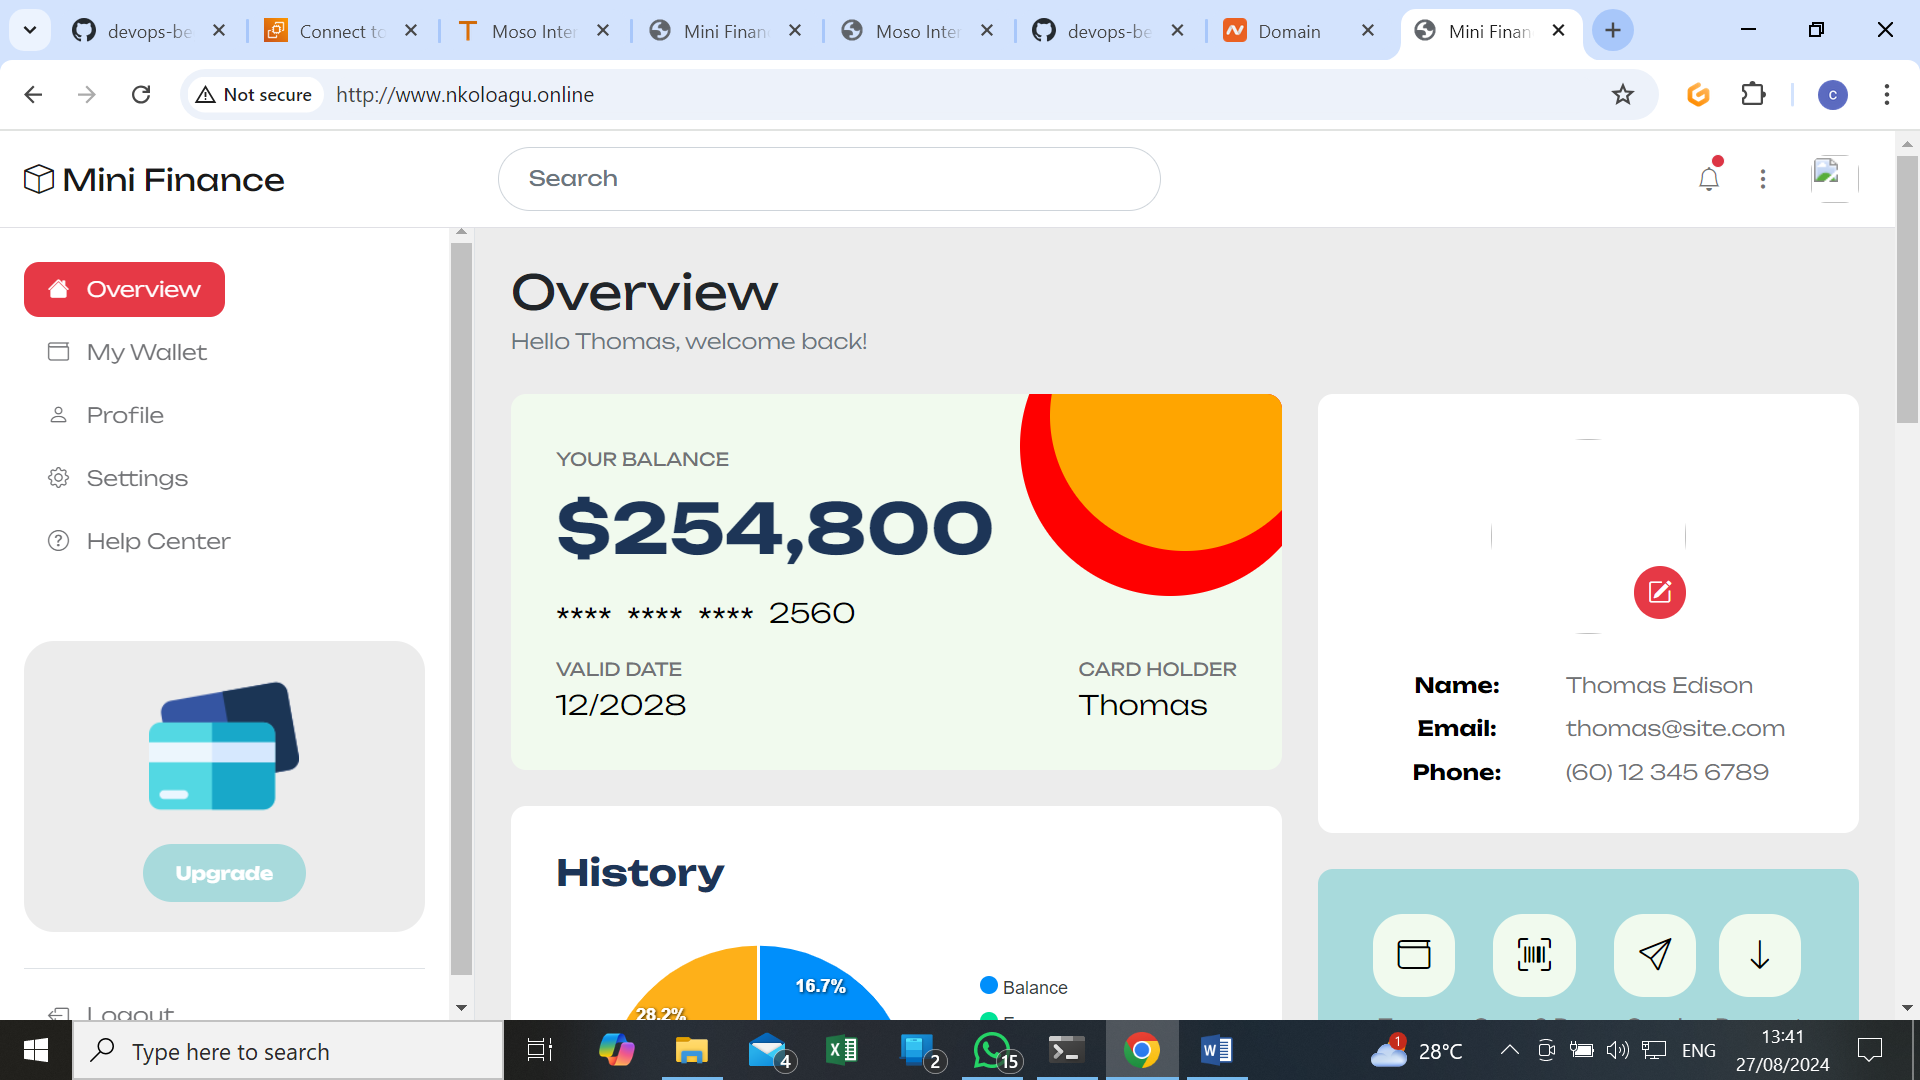 devops-be
Connect to
Moso Inter
Mini Finan
Moso Inter
devops-be
Domain
Mini Finan
Not secure
http://www.nkoloagu.online
c
Mini Finance
Search
Overview
My Wallet
Profile
Settings
Help Center
Upgrade
Logout
Overview
Hello Thomas, welcome back!
YOUR BALANCE
$254,800
**** **** **** 2560
VALID DATE
12/2028
CARD HOLDER
Thomas
History
16.7%
28.2%
Balance
Name: Thomas Edison
Email: thomas@site.com
Phone: (60) 12 345 6789
Type here to search
4
2
15
1
28°C
ENG
13:41
27/08/2024